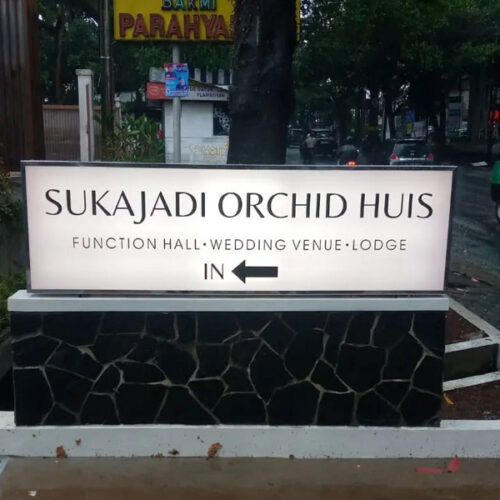 BAKMI
PARAHYA
SUKAJADI ORCHID HUIS
FUNCTION HALL•WEDDING VENUE•LODGE
IN